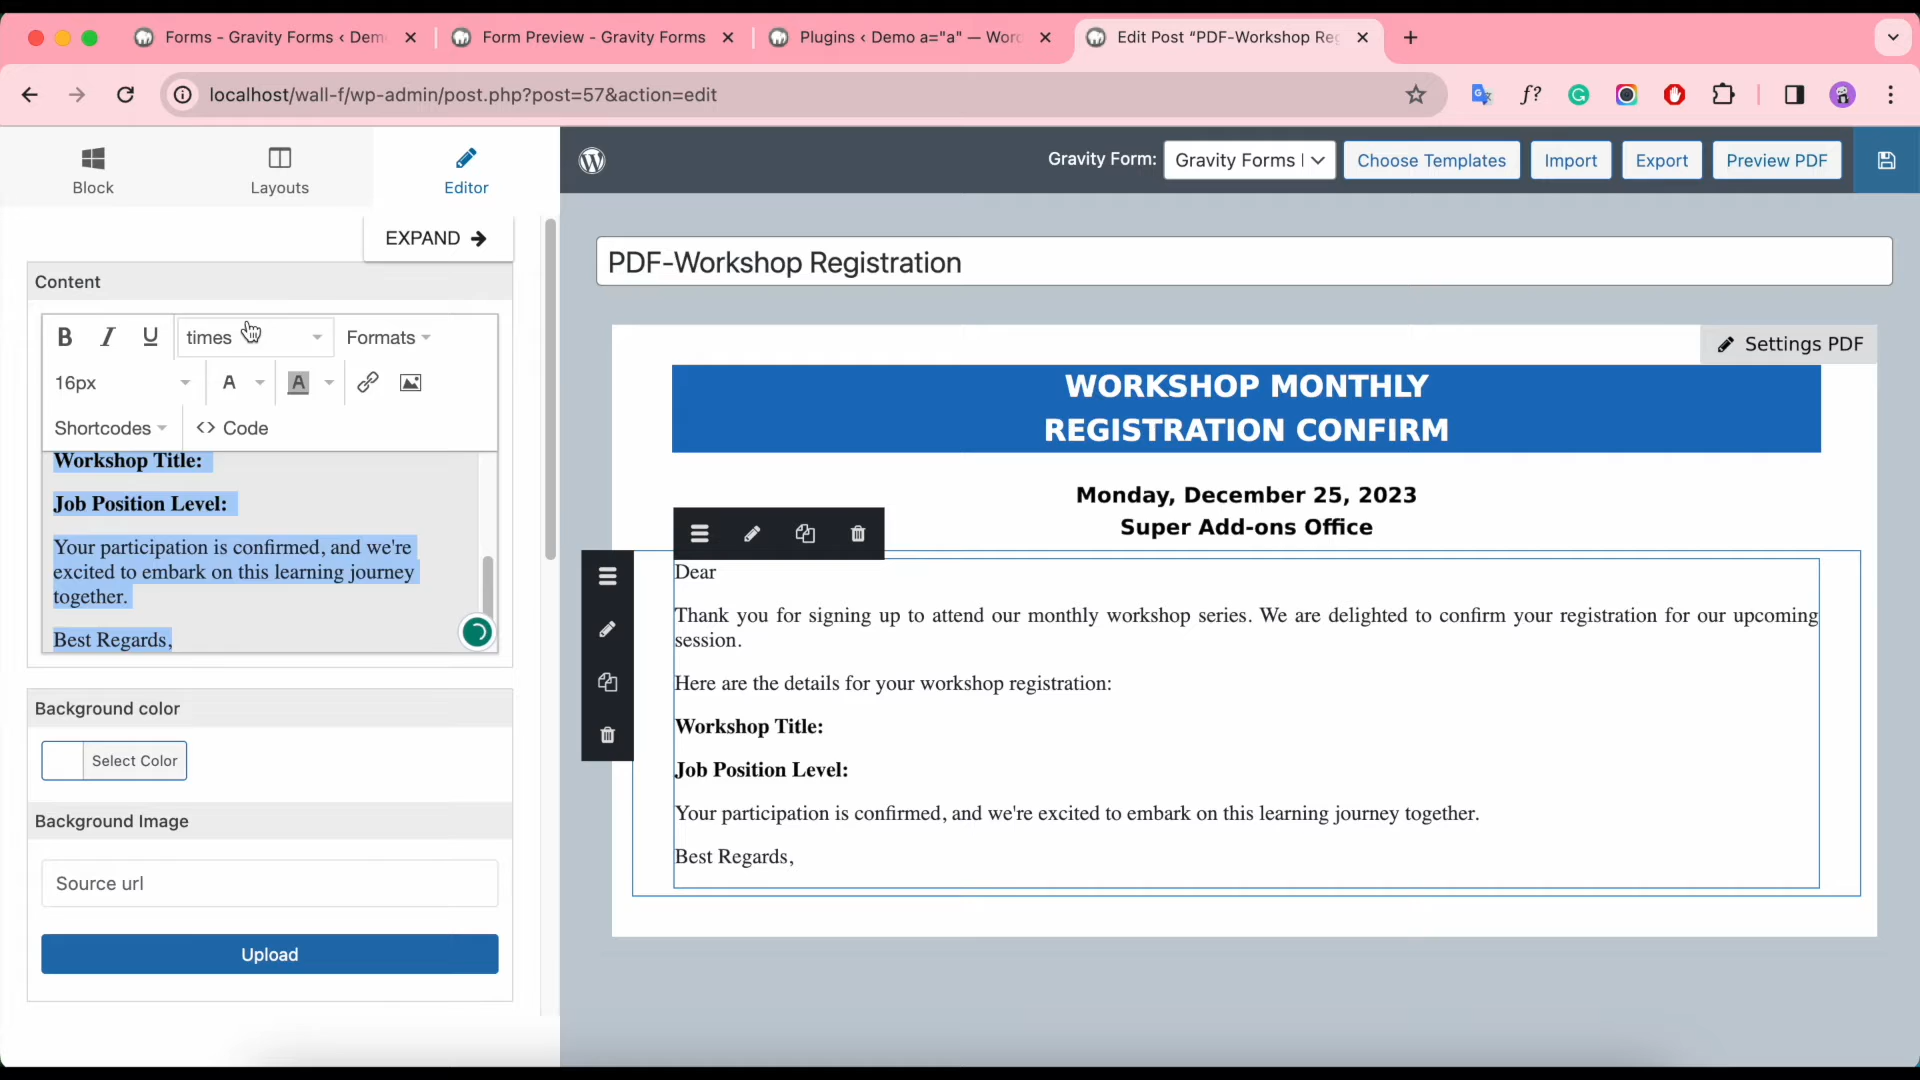 Forms - Gravity Forms ‹ Dem
Form Preview - Gravity Forms
Plugins ‹ Demo a="a" — Worc
Edit Post “PDF-Workshop Reg
localhost/wall-f/wp-admin/post.php?post=57&action=edit
f?
Block
Layouts
Editor
Gravity Form:
Gravity Forms |
Choose Templates
Import
Export
Preview PDF
EXPAND
PDF-Workshop Registration
Content
B I U times Formats
16px A A
Shortcodes <> Code
Workshop Title:
Job Position Level:
Your participation is confirmed, and we're
excited to embark on this learning journey
together.
Best Regards,
Background color
Select Color
Background Image
Source url
Upload
Settings PDF
WORKSHOP MONTHLY
REGISTRATION CONFIRM
Monday, December 25, 2023
Super Add-ons Office
Dear
Thank you for signing up to attend our monthly workshop series. We are delighted to confirm your registration for our upcoming
session.
Here are the details for your workshop registration:
Workshop Title:
Job Position Level:
Your participation is confirmed, and we're excited to embark on this learning journey together.
Best Regards,